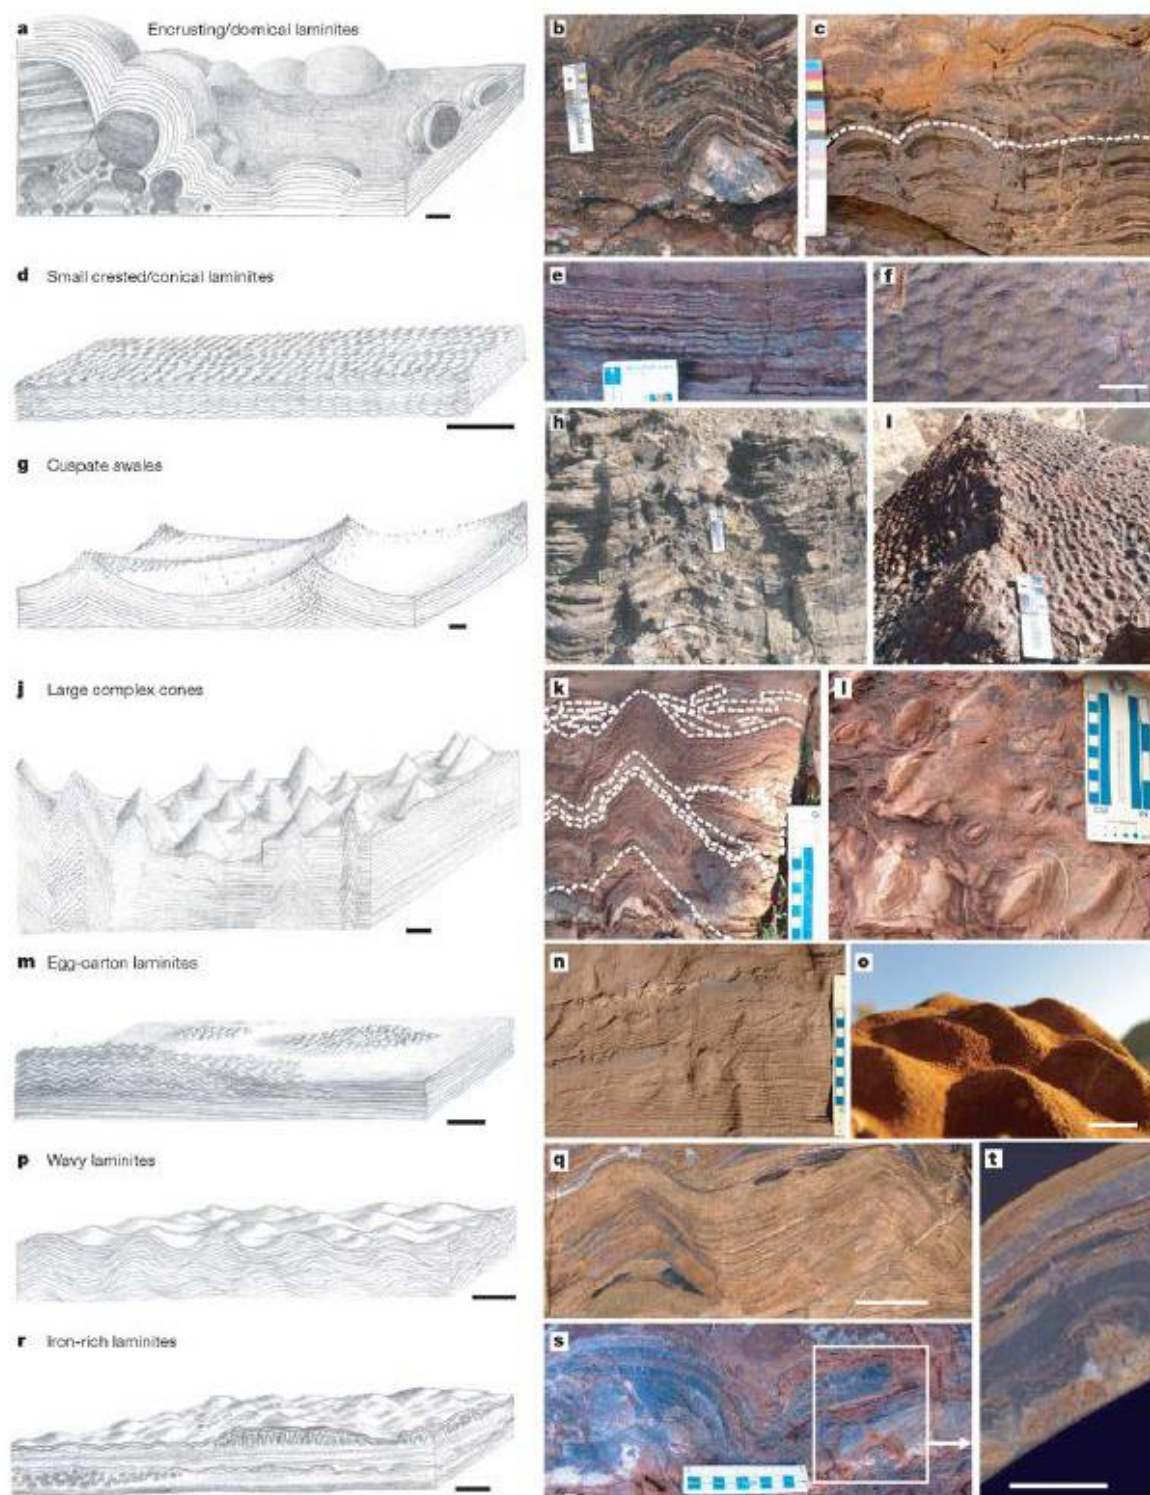 a Encrusting/domical laminites
b
c
d Small crested/conical laminites
e
f
g Cuspate swales
h
i
j Large complex cones
k
l
m Egg-carton laminites
n
o
p Wavy laminites
q
t
r Iron-rich laminites
s